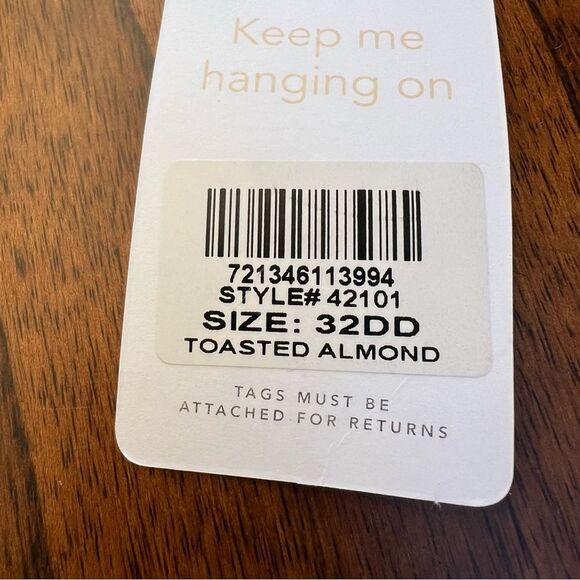 Keep me
hanging on
721346113994
STYLE# 42101
SIZE: 32DD
TOASTED ALMOND
TAGS MUST BE
ATTACHED FOR RETURNS